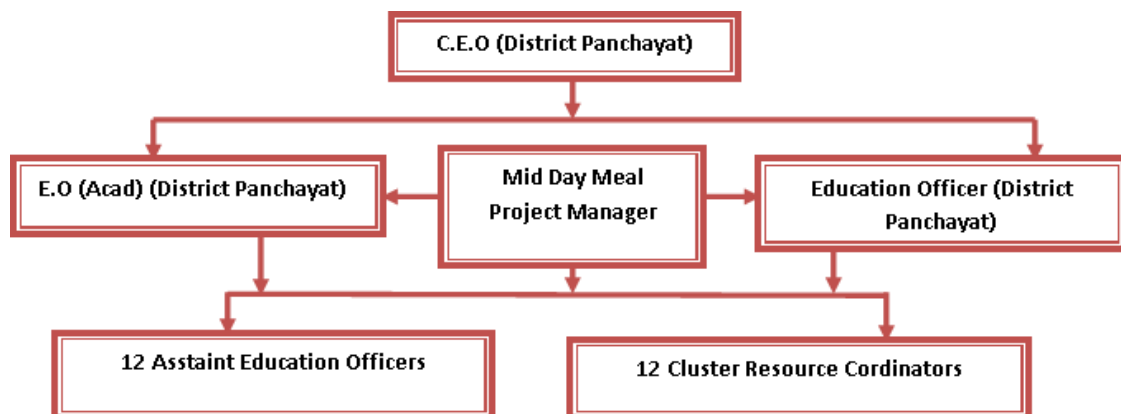 C.E.O (District Panchayat)
E.O (Acad) (District Panchayat)
Mid Day Meal
Project Manager
Education Officer (District
Panchayat)
12 Asstaint Education Officers
12 Cluster Resource Cordinators